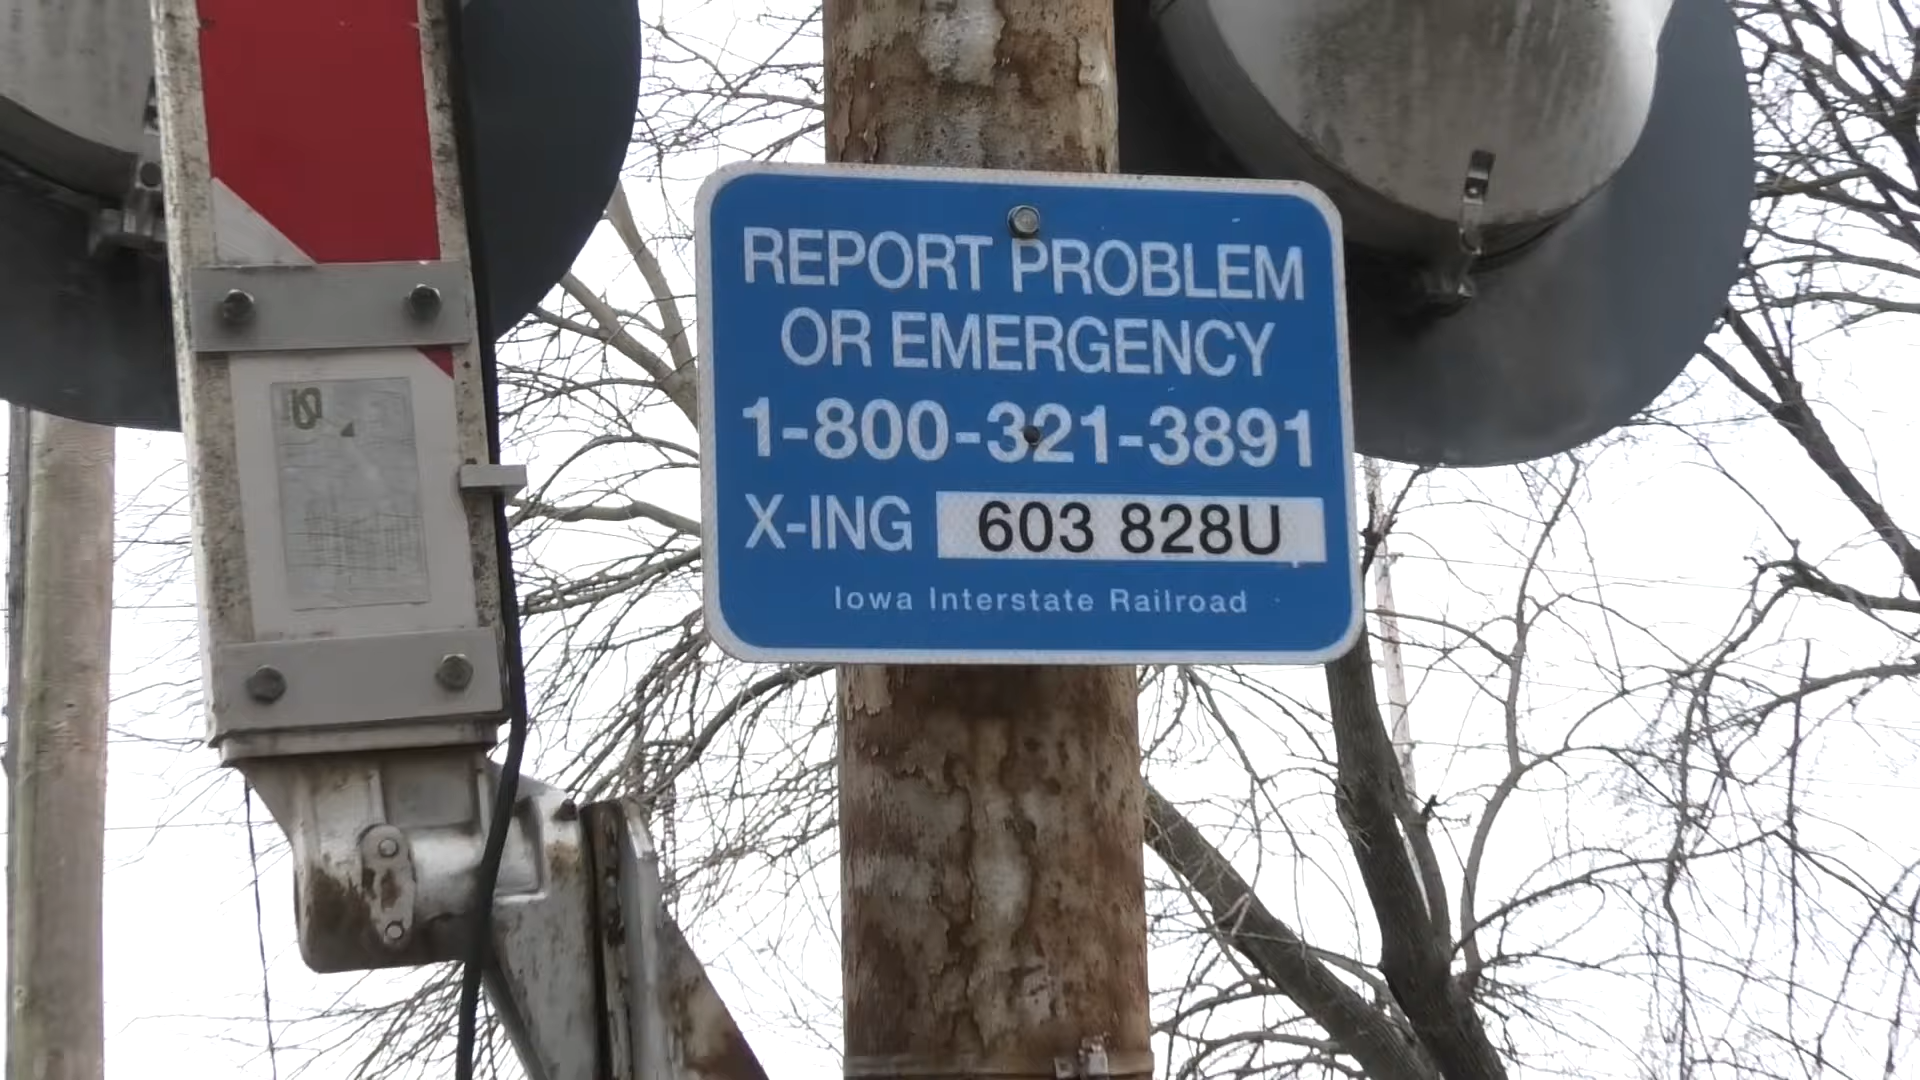 REPORT PROBLEM
OR EMERGENCY
1-800-321-3891
X-ING 603 828U
Iowa Interstate Railroad